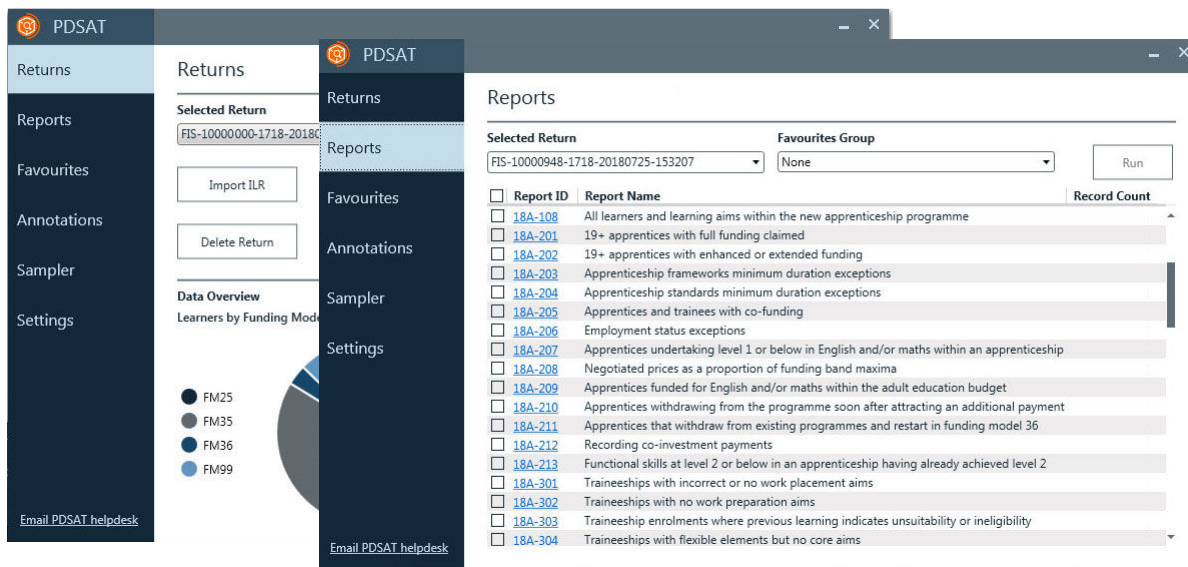 PDSAT
Returns
Reports
Favourites
Annotations
Sampler
Settings
Email PDSAT helpdesk
Returns
Selected Return
FIS-10000000-1718-2018
Import ILR
Delete Return
Data Overview
Learners by Funding Mode
FM25
FM35
FM36
FM99
PDSAT
Returns
Reports
Favourites
Annotations
Sampler
Settings
Email PDSAT helpdesk
Reports
Selected Return Favourites Group
FIS-10000948-1718-20180725-153207 None Run
Report ID Report Name Record Count
18A-108 All learners and learning aims within the new apprenticeship programme
18A-201 19+ apprentices with full funding claimed
18A-202 19+ apprentices with enhanced or extended funding
18A-203 Apprenticeship frameworks minimum duration exceptions
18A-204 Apprenticeship standards minimum duration exceptions
18A-205 Apprentices and trainees with co-funding
18A-206 Employment status exceptions
18A-207 Apprentices undertaking level 1 or below in English and/or maths within an apprenticeship
18A-208 Negotiated prices as a proportion of funding band maxima
18A-209 Apprentices funded for English and/or maths within the adult education budget
18A-210 Apprentices withdrawing from the programme soon after attracting an additional payment
18A-211 Apprentices that withdraw from existing programmes and restart in funding model 36
18A-212 Recording co-investment payments
18A-213 Functional skills at level 2 or below in an apprenticeship having already achieved level 2
18A-301 Traineeships with incorrect or no work placement aims
18A-302 Traineeships with no work preparation aims
18A-303 Traineeship enrolments where previous learning indicates unsuitability or ineligibility
18A-304 Traineeships with flexible elements but no core aims